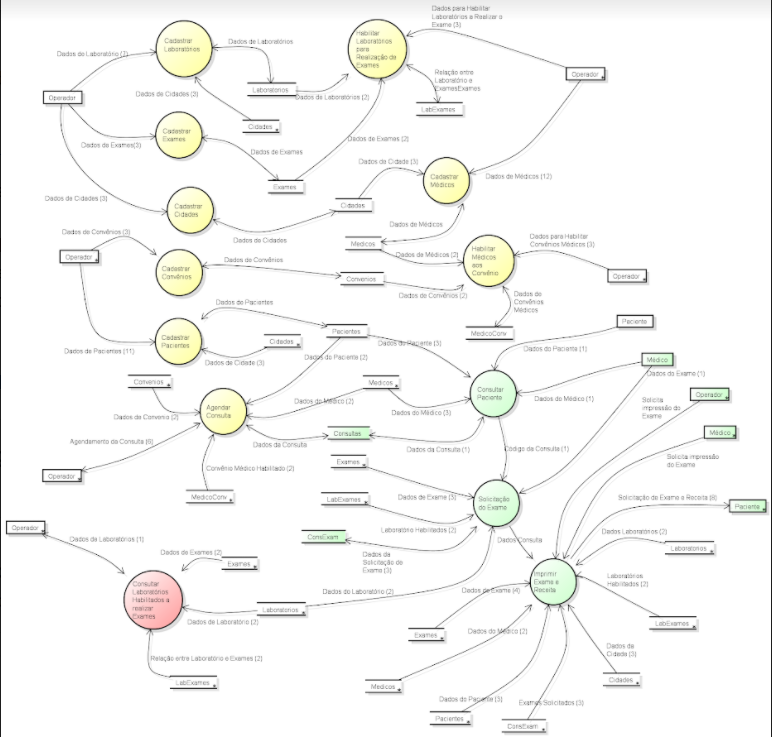 Dados para Habilitar
Laboratórios a Realizar o
Exame (3)
Cadastrar
Laboratórios
Dados de Laboratórios
Habilitar
Laboratórios
para
Realização de
Exames
Dados de Laboratório (2)
Relação entre
Laboratório e
ExamesExames
Operador
Operador
Dados de Cidades (3)
Laboratorios
Dados de Laboratórios (2)
LabExames
Cidades
Cadastrar
Exames
Dados de Exames(3)
Dados de Exames (2)
Dados de Exames
Dados de Cidade (3)
Cadastrar
Médicos
Dados de Médicos (12)
Exames
Dados de Cidades (3)
Cadastrar
Cidades
Cidades
Dados de Médicos
Dados de Convênios (3)
Dados de Cidades
Medicos
Dados de Médicos (2)
Habilitar
Médicos
aos
Convênio
Dados para Habilitar
Convênios Médicos (3)
Operador
Cadastrar
Convênios
Dados de Convênios
Convenios
Dados de Convênios (2)
Operador
Dados de
Convênios
Médicos
Dados de Pacientes
MedicoConv
Paciente
Cadastrar
Pacientes
Pacientes
Cidades
Dados do Paciente (3)
Dados do Paciente (1)
Dados de Pacientes (11)
Dados de Cidade (3)
Dados do Paciente (2)
Médico
Dados do Exame (1)
Convenios
Medicos
Consultar
Paciente
Operador
Dados do Médico (2)
Dados do Médico (1)
Solicita
impressão do
Exame
Agendar
Consulta
Dados de Convenio (2)
Dados do Médico (3)
Consultas
Médico
Agendamento da Consulta (6)
Dados da Consulta
Dados da Consulta (1)
Código da Consulta (1)
Solicita impressão
do Exame
Convênio Médico Habilitado (2)
Exames
Operador
MedicoConv
LabExames
Dados de Exame (3)
Solicitação
do Exame
Solicitação de Exame e Receita (8)
Paciente
Operador
Laboratório Habilitados (2)
ConsExam
Dados Laboratórios (2)
Dados da Laboratórios (1)
Dados da
Solicitação de
Exame (3)
Dados Consulta
Laboratorios
Dados de Exames (2)
Exames
Consultar
Laboratórios
Habilitados a
realizar
Exames
Dados do Laboratório (2)
Imprimir
Exame e
Receita
Laboratórios
Habilitados (2)
Dados do Exame (4)
Laboratorios
Dados de Laboratório (2)
LabExames
Exames
Dados do Médico (2)
Dados da
Cidada (3)
Relação entre Laboratório e Exames (2)
LabExames
Medicos
Cidades
Dados do Paciente (3)
Exames Solicitados (3)
Pacientes
ConsExam